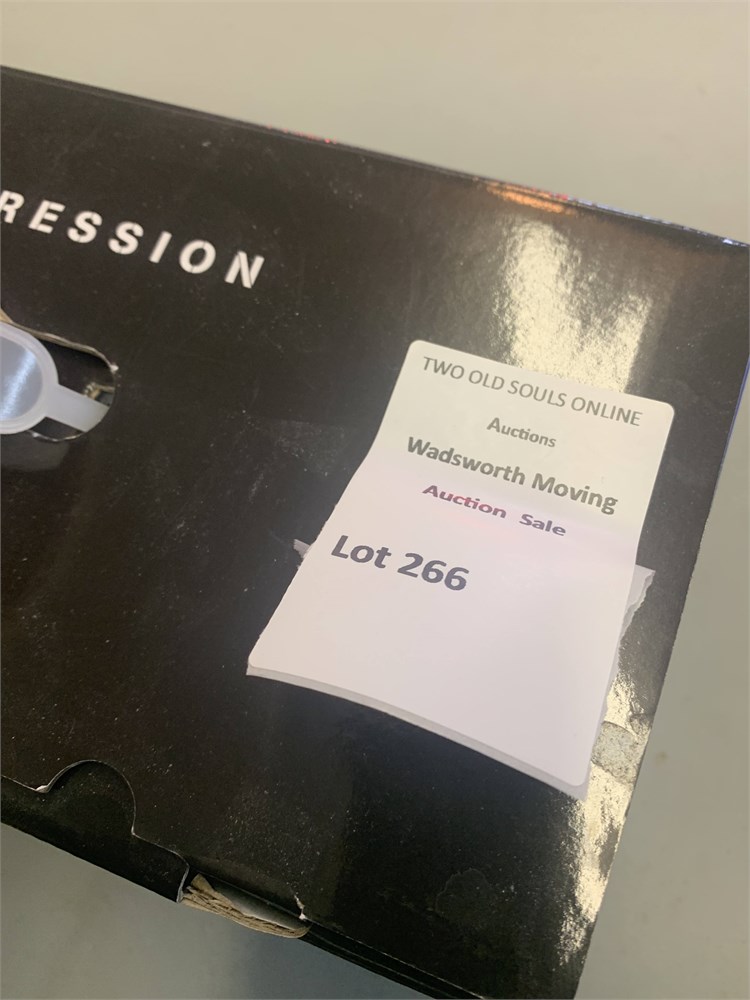 RESSION
TWO OLD SOULS ONLINE
Auctions
Wadsworth Moving
Auction Sale
Lot 266